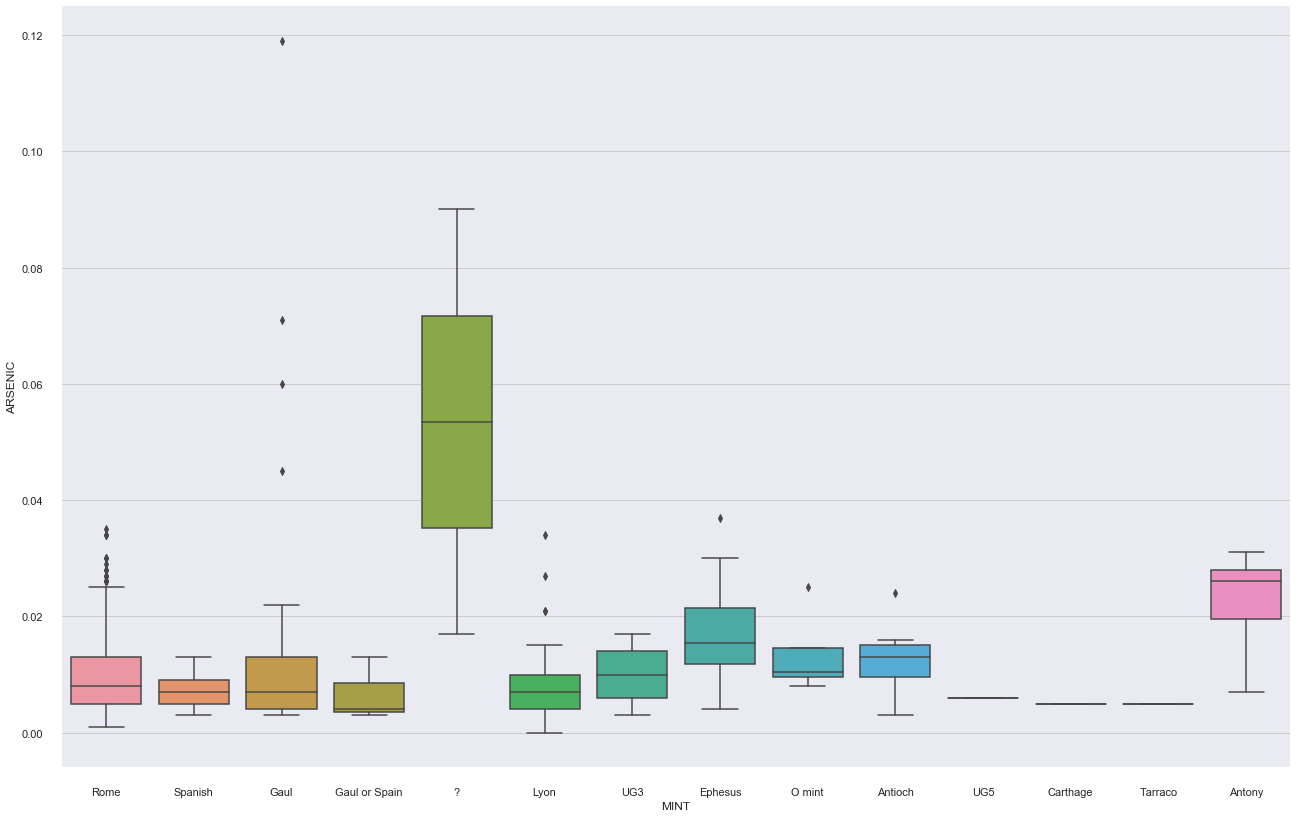 0.12
0.10
0.08
0.06
0.04
0.02
0.00
ARSENIC
Rome Spanish Gaul Gaul or Spain ? Lyon UG3 Ephesus O mint Antioch UG5 Carthage Tarraco Antony
MINT